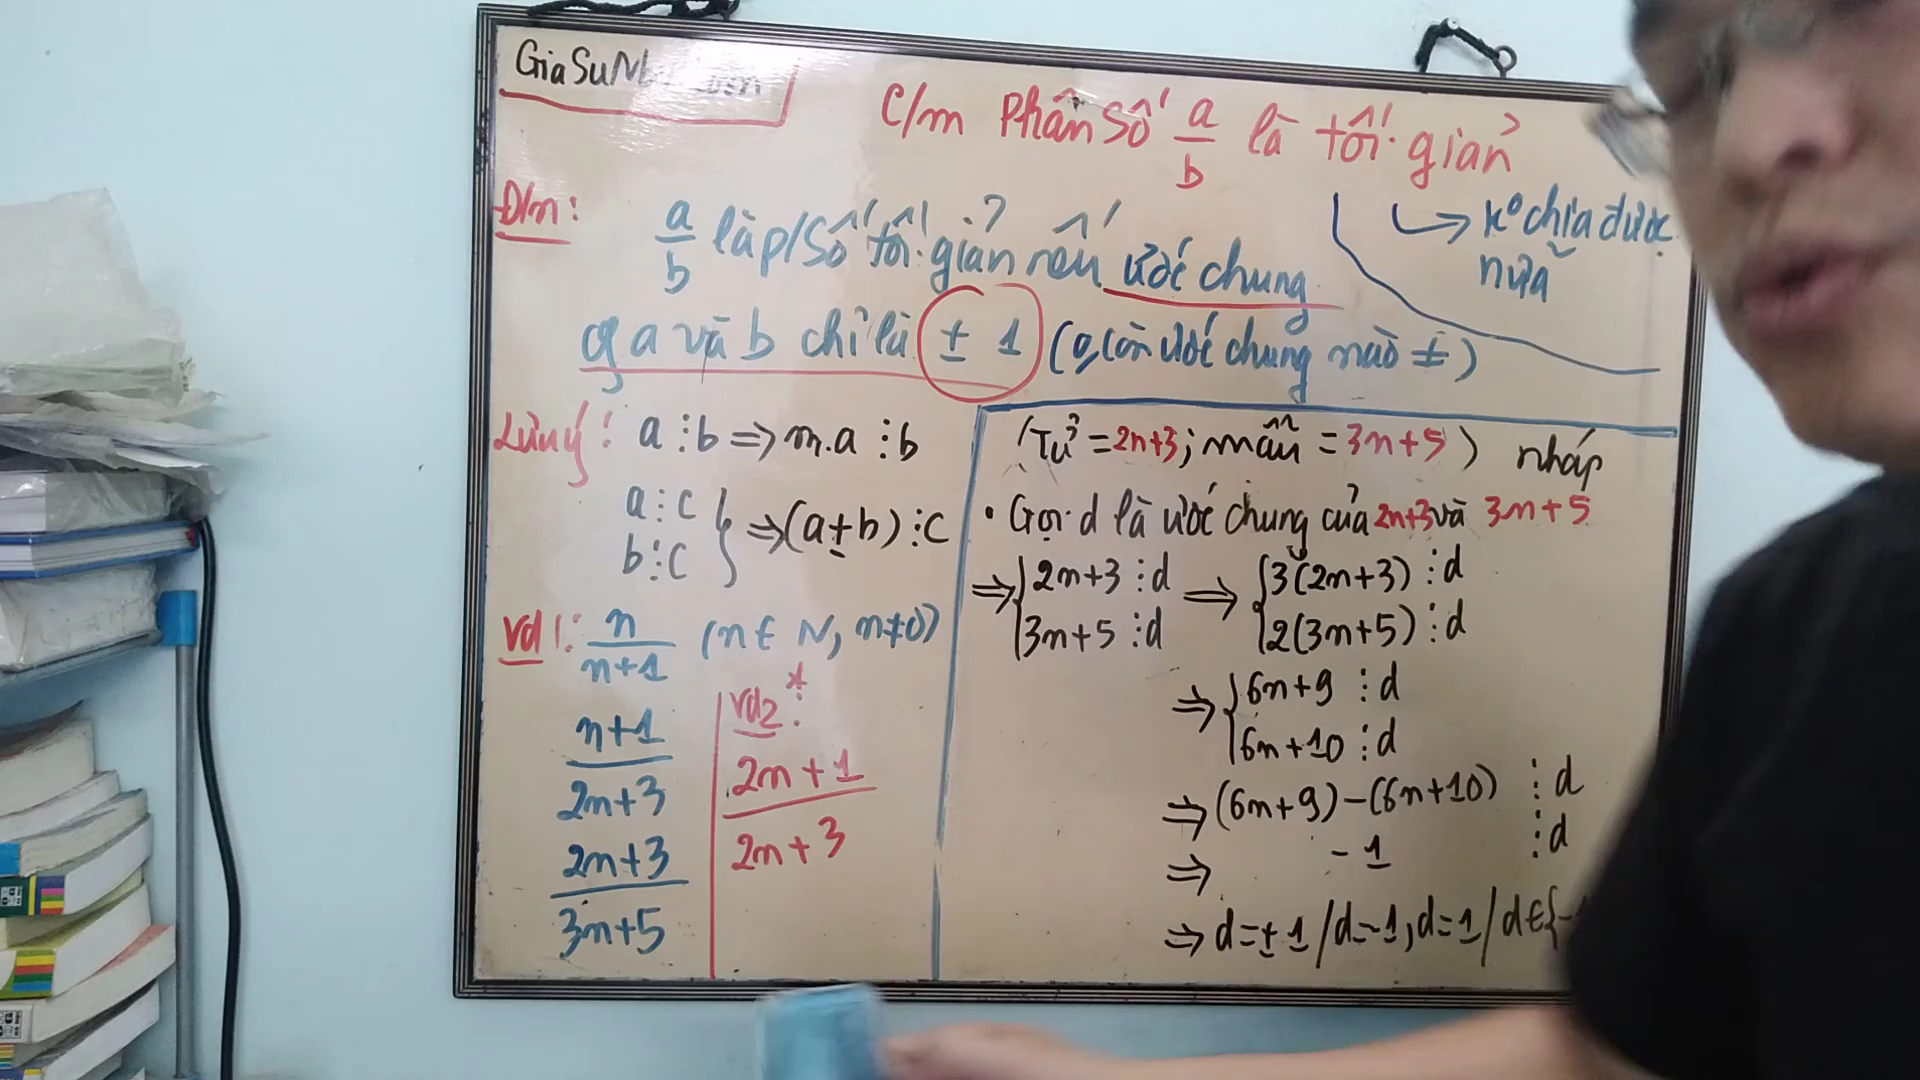 C/m Phân Số a/b là tối giản
Đ/n:
a/b là p/số tối giản nếu ước chung
a và b chỉ là ± 1 ( còn ước chung nào ≠)
↳ k° chia được
nữa
Lưu ý: a ⋮ b ⇒ m.a ⋮ b
a ⋮ c
b ⋮ c } ⇒ (a ± b) ⋮ c
vd 1: n/n+1 (n ∈ N, n≠0)
n+1
2n+3
2n+3
3n+5
vd2*:
2n+1
2n+3
(Tử = 2n+3; mẫu = 3n+5) nháp
• Gọi d là ước chung của 2n+3 và 3n+5
⇒ { 2n+3 ⋮ d ⇒ { 3(2n+3) ⋮ d
3n+5 ⋮ d 2(3n+5) ⋮ d
⇒ { 6n+9 ⋮ d
6n+10 ⋮ d
⇒ (6n+9) – (6n+10) ⋮ d
⇒ - 1 ⋮ d
⇒ d = ± 1 / d=-1, d=1 / d ∈ {-1